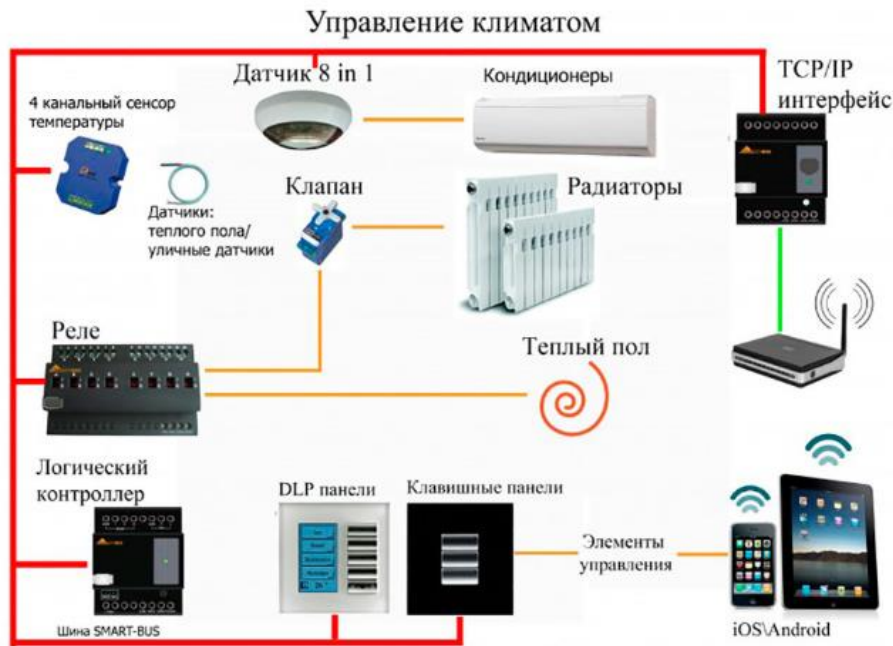 Управление климатом
Датчик 8 in 1
Кондиционеры
TCP/IP
интерфейс
4 канальный сенсор
температуры
Датчики:
теплого пола/
уличные датчики
Клапан
Радиаторы
Реле
Теплый пол
Логический
контроллер
DLP панели
Клавишные панели
Элементы
управления
Шина SMART-BUS
iOS\Android